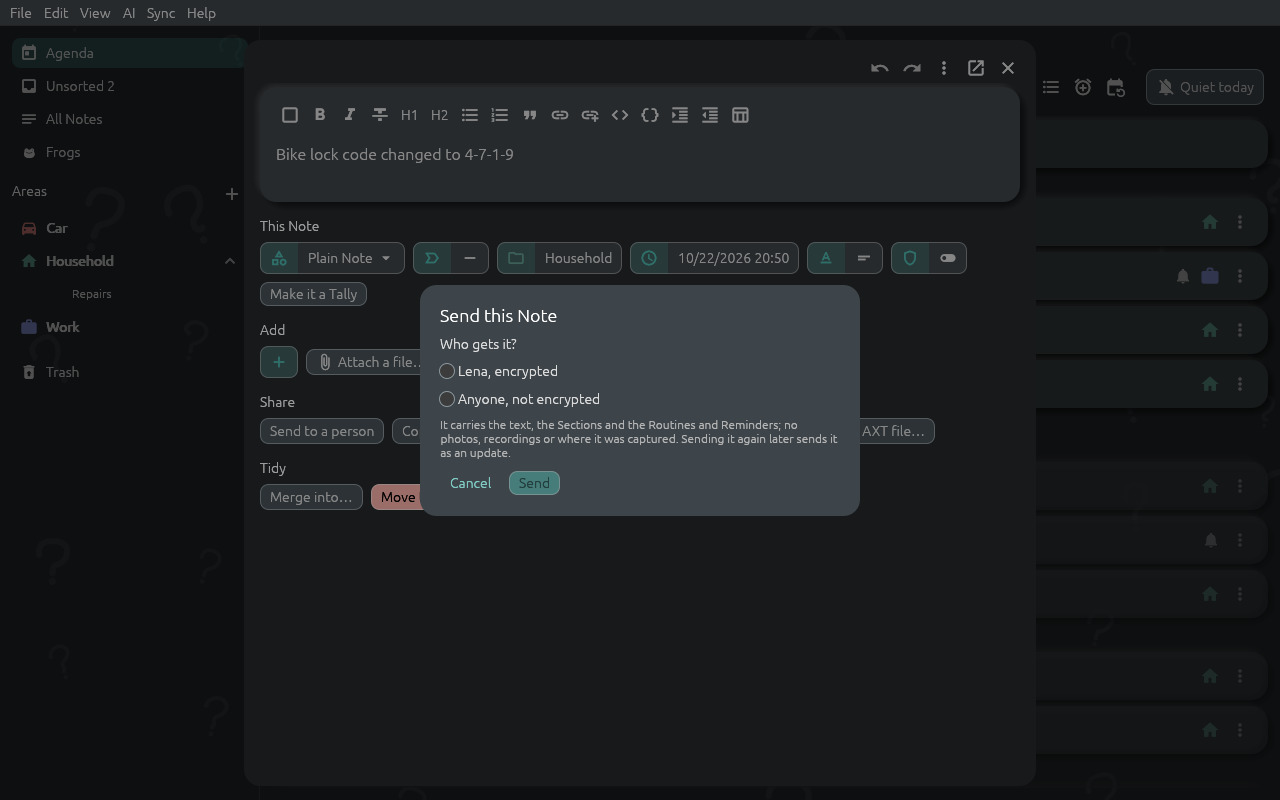 File Edit View AI Sync Help
Agenda
Unsorted 2
All Notes
Frogs
Areas
Car
Household
Repairs
Work
Trash
Quiet today
B I S H1 H2
Bike lock code changed to 4-7-1-9
This Note
Plain Note
Household
10/22/2026 20:50
Make it a Tally
Add
Attach a file…
Share
Send to a person
Co
AXT file…
Tidy
Merge into…
Move
Send this Note
Who gets it?
Lena, encrypted
Anyone, not encrypted
It carries the text, the Sections and the Routines and Reminders; no
photos, recordings or where it was captured. Sending it again later sends it
as an update.
Cancel
Send